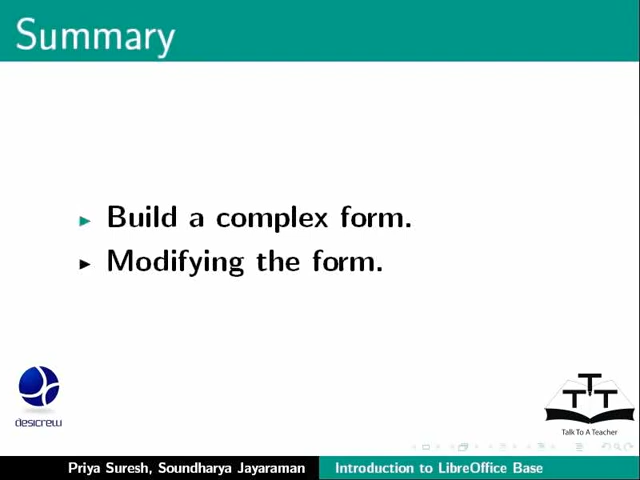 Summary
Build a complex form.
Modifying the form.
desicrew
T T T
Talk To A Teacher
Priya Suresh, Soundharya Jayaraman
Introduction to LibreOffice Base